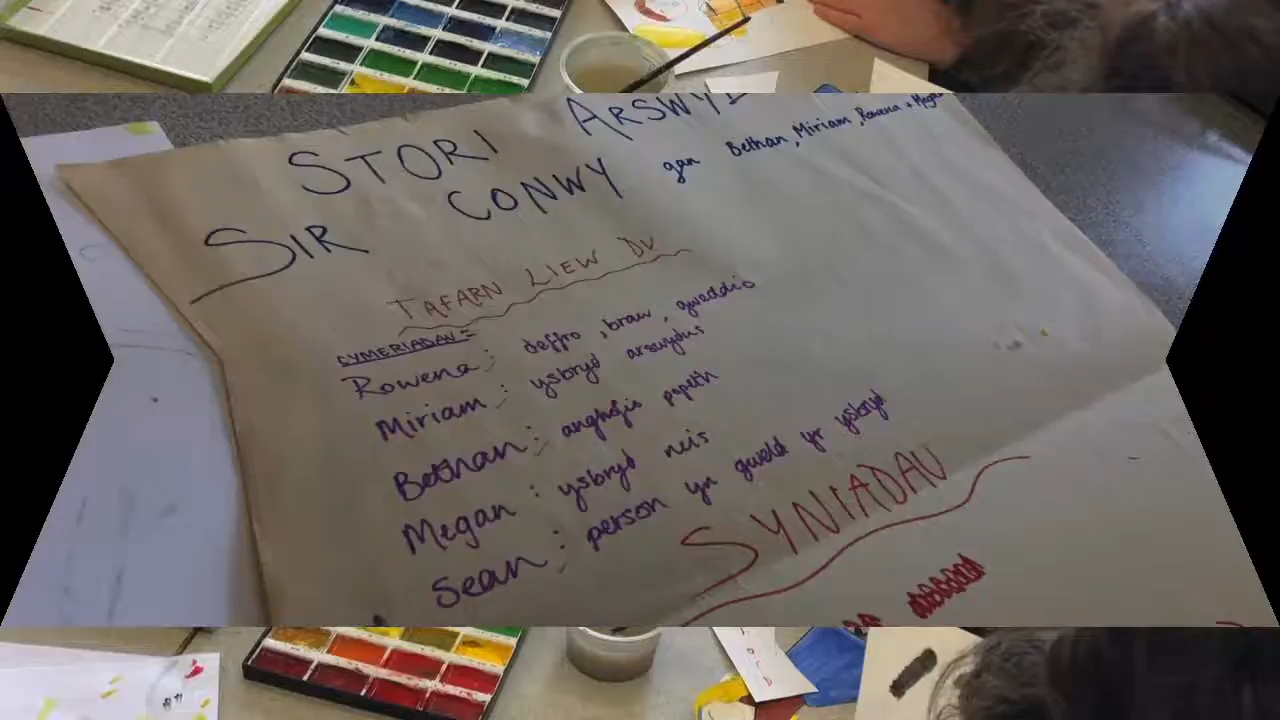 STORI ARSWYD
SIR CONWY
gan Bethan, Miriam, Rowena + Megan
TAFARN LLEW DU
CYMERIADAU =
Rowena : deffro, braw, gweddio
Miriam : ysbryd arswydus
Bethan : anghofio popeth
Megan : ysbryd neis
Sean : person yn gweld yr ysbryd
SYNIADAU